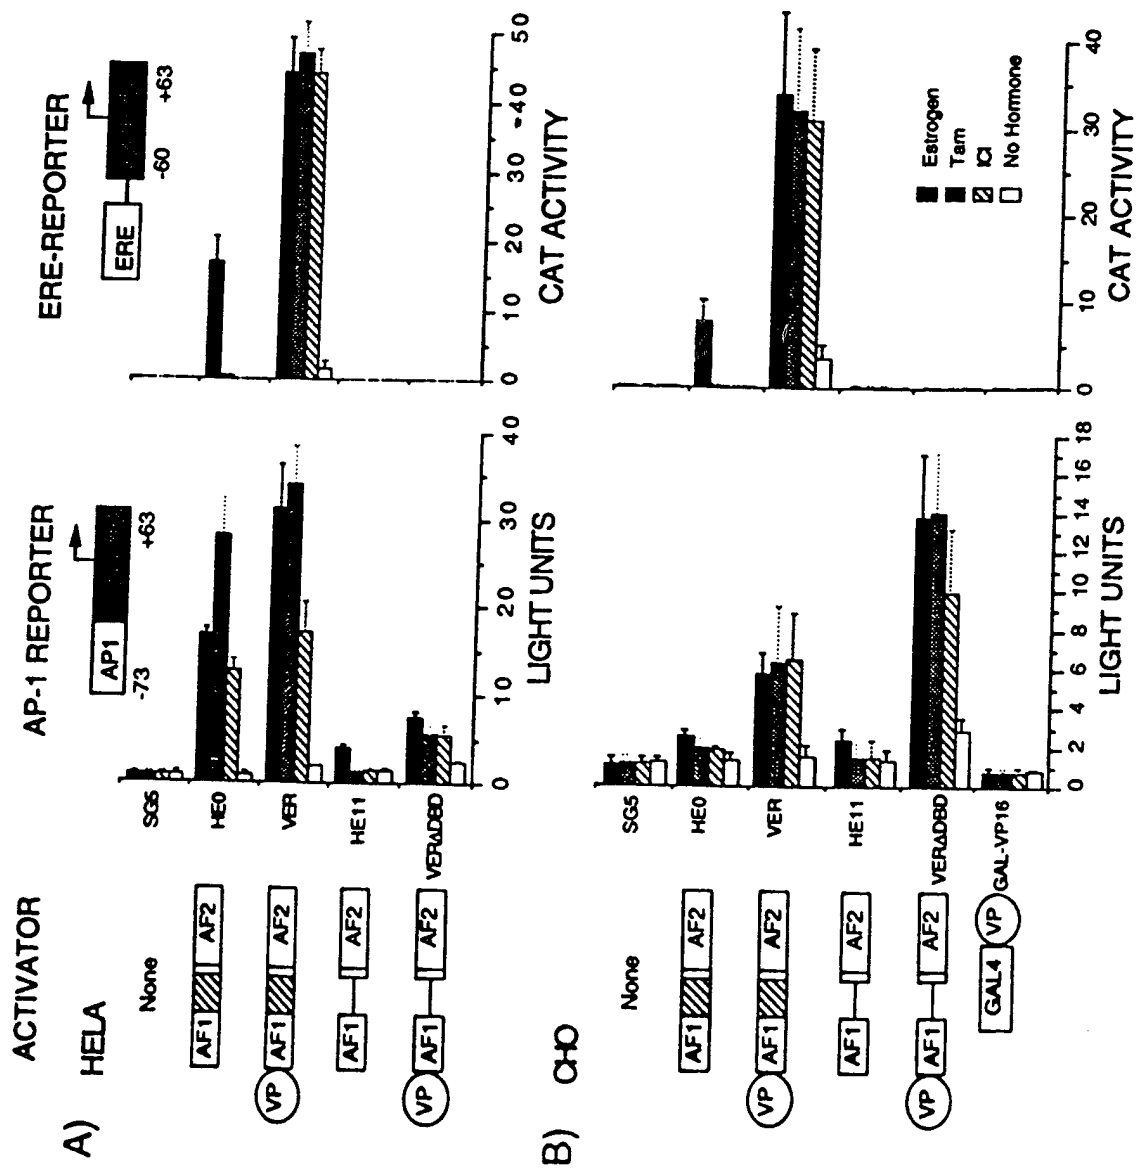 ACTIVATOR
AP-1 REPORTER
ERE-REPORTER
AP1
-73
+63
ERE
-60
+63
A)
HELA
None
SG5
AF1
AF2
HE0
VP
AF1
AF2
VER
AF1
AF2
HE11
VP
AF1
AF2
VERΔDBD
0
10
20
30
40
LIGHT UNITS
0
10
20
30
40
50
CAT ACTIVITY
B)
CHO
None
SG5
AF1
AF2
HE0
VP
AF1
AF2
VER
AF1
AF2
HE11
VP
AF1
AF2
VERΔDBD
GAL4
VP
GAL-VP16
0
2
4
6
8
10
12
14
16
18
LIGHT UNITS
Estrogen
Tam
ICI
No Hormone
0
10
20
30
40
CAT ACTIVITY